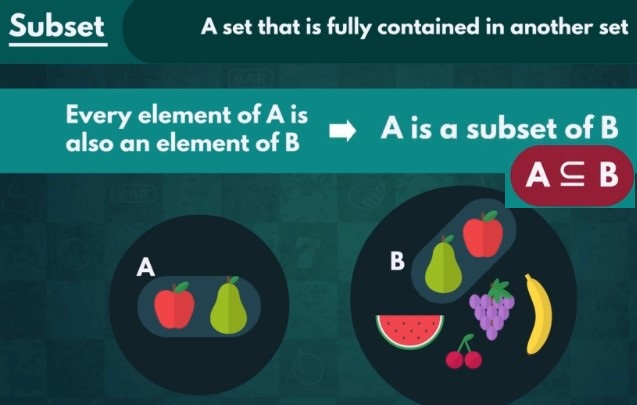 Subset
A set that is fully contained in another set
Every element of A is
also an element of B
A is a subset of B
A ⊆ B
A
B
BAR